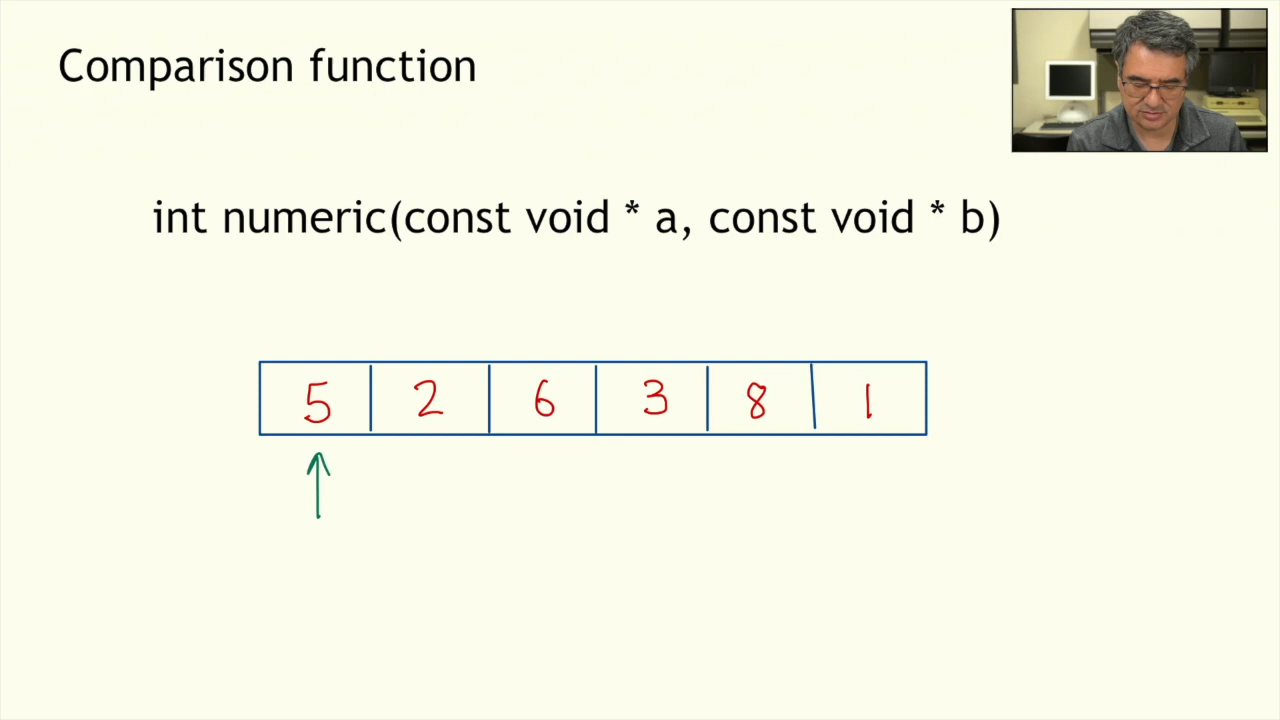 Comparison function
int numeric(const void * a, const void * b)
5 2 6 3 8 1